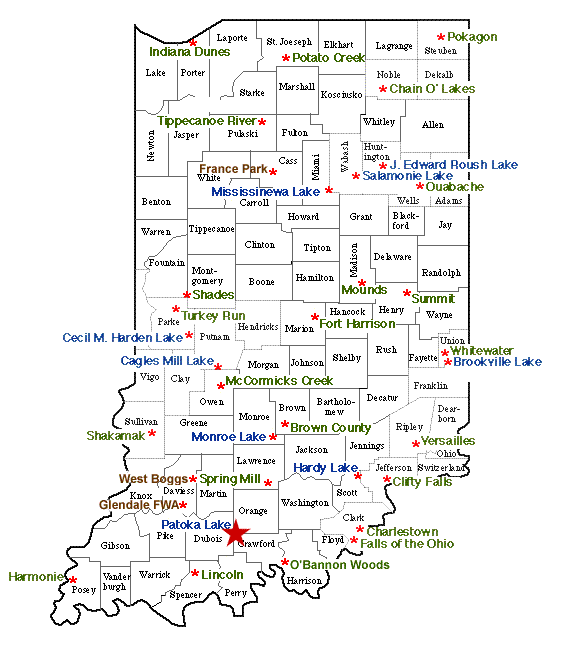 Laporte
St. Joeseph
Elkhart
Lagrange
Pokagon
Steuben
Indiana Dunes
Potato Creek
Lake
Porter
Noble
Dekalb
Starke
Marshall
Kosciusko
Chain O' Lakes
Tippecanoe River
Newton
Jasper
Pulaski
Fulton
Whitley
Allen
France Park
White
Cass
Miami
Wabash
Hunt-
ington
J. Edward Roush Lake
Salamonie Lake
Mississinewa Lake
Ouabache
Benton
Carroll
Wells
Adams
Warren
Tippecanoe
Howard
Grant
Black-
ford
Jay
Clinton
Tipton
Madison
Delaware
Fountain
Mont-
gomery
Boone
Hamilton
Randolph
Shades
Mounds
Summit
Turkey Run
Parke
Hendricks
Marion
Fort Harrison
Hancock
Henry
Wayne
Cecil M. Harden Lake
Putnam
Shelby
Rush
Fayette
Union
Whitewater
Brookville Lake
Cagles Mill Lake
Vigo
Clay
Morgan
Johnson
McCormicks Creek
Franklin
Owen
Monroe
Brown
Bartholo-
mew
Decatur
Dear-
born
Sullivan
Greene
Brown County
Ripley
Shakamak
Monroe Lake
Jackson
Jennings
Versailles
Ohio
Lawrence
Hardy Lake
Jefferson
Switzerland
West Boggs
Spring Mill
Clifty Falls
Knox
Daviess
Martin
Scott
Washington
Glendale FWA
Orange
Patoka Lake
Clark
Charlestown
Gibson
Pike
Dubois
Crawford
Floyd
Falls of the Ohio
O'Bannon Woods
Harmonie
Posey
Vander
burgh
Warrick
Lincoln
Spencer
Perry
Harrison